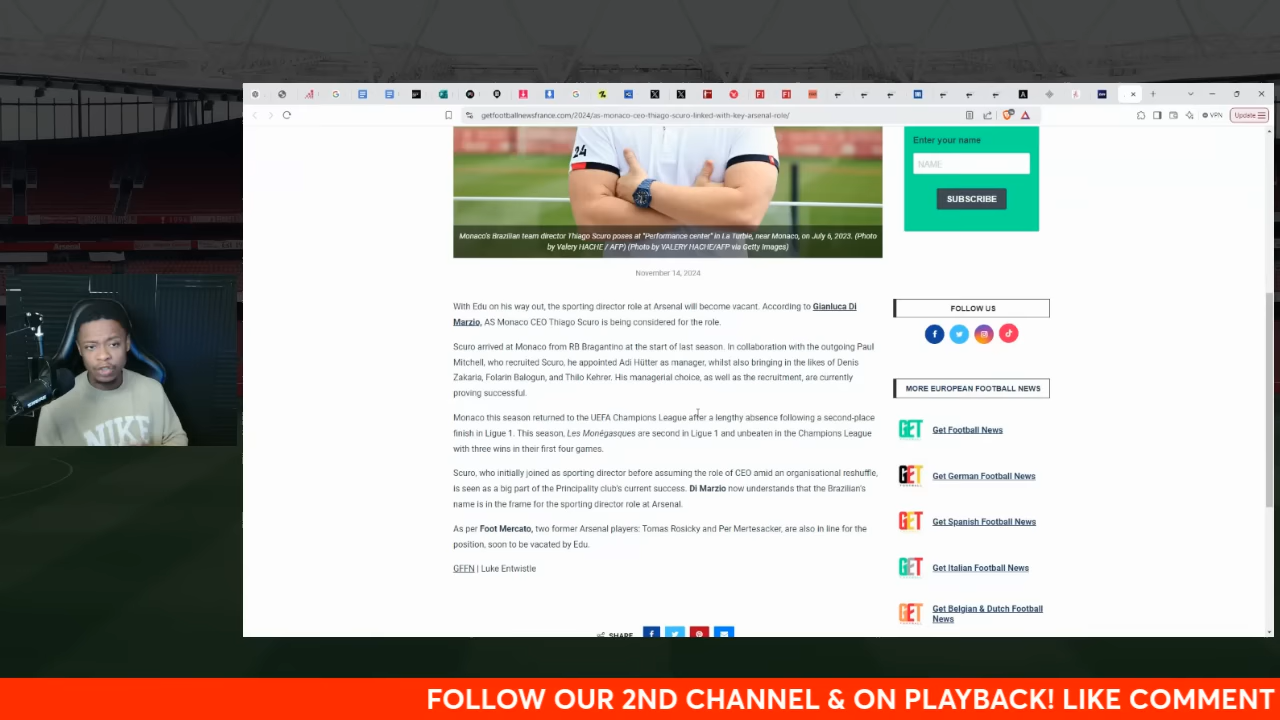 getfootballnewsfrance.com/2024/as-monaco-ceo-thiago-scuro-linked-with-key-arsenal-role/
VPN
Update
24
Monaco's Brazilian team director Thiago Scuro poses at "Performance center" in La Turbie, near Monaco, on July 6, 2023. (Photo
by Valery HACHE / AFP) (Photo by VALERY HACHE/AFP via Getty Images)
November 14, 2024
With Edu on his way out, the sporting director role at Arsenal will become vacant. According to Gianluca Di
Marzio, AS Monaco CEO Thiago Scuro is being considered for the role.
Scuro arrived at Monaco from RB Bragantino at the start of last season. In collaboration with the outgoing Paul
Mitchell, who recruited Scuro, he appointed Adi Hütter as manager, whilst also bringing in the likes of Denis
Zakaria, Folarin Balogun, and Thilo Kehrer. His managerial choice, as well as the recruitment, are currently
proving successful.
Monaco this season returned to the UEFA Champions League after a lengthy absence following a second-place
finish in Ligue 1. This season, Les Monégasques are second in Ligue 1 and unbeaten in the Champions League
with three wins in their first four games.
Scuro, who initially joined as sporting director before assuming the role of CEO amid an organisational reshuffle,
is seen as a big part of the Principality club's current success. Di Marzio now understands that the Brazilian's
name is in the frame for the sporting director role at Arsenal.
As per Foot Mercato, two former Arsenal players: Tomas Rosicky and Per Mertesacker, are also in line for the
position, soon to be vacated by Edu.
GFFN | Luke Entwistle
SHARE
Enter your name
NAME
SUBSCRIBE
FOLLOW US
MORE EUROPEAN FOOTBALL NEWS
GET
Get Football News
GET
Get German Football News
GET
Get Spanish Football News
GET
Get Italian Football News
GET
Get Belgian & Dutch Football
News
NIKE
FOLLOW OUR 2ND CHANNEL & ON PLAYBACK! LIKE COMMENT